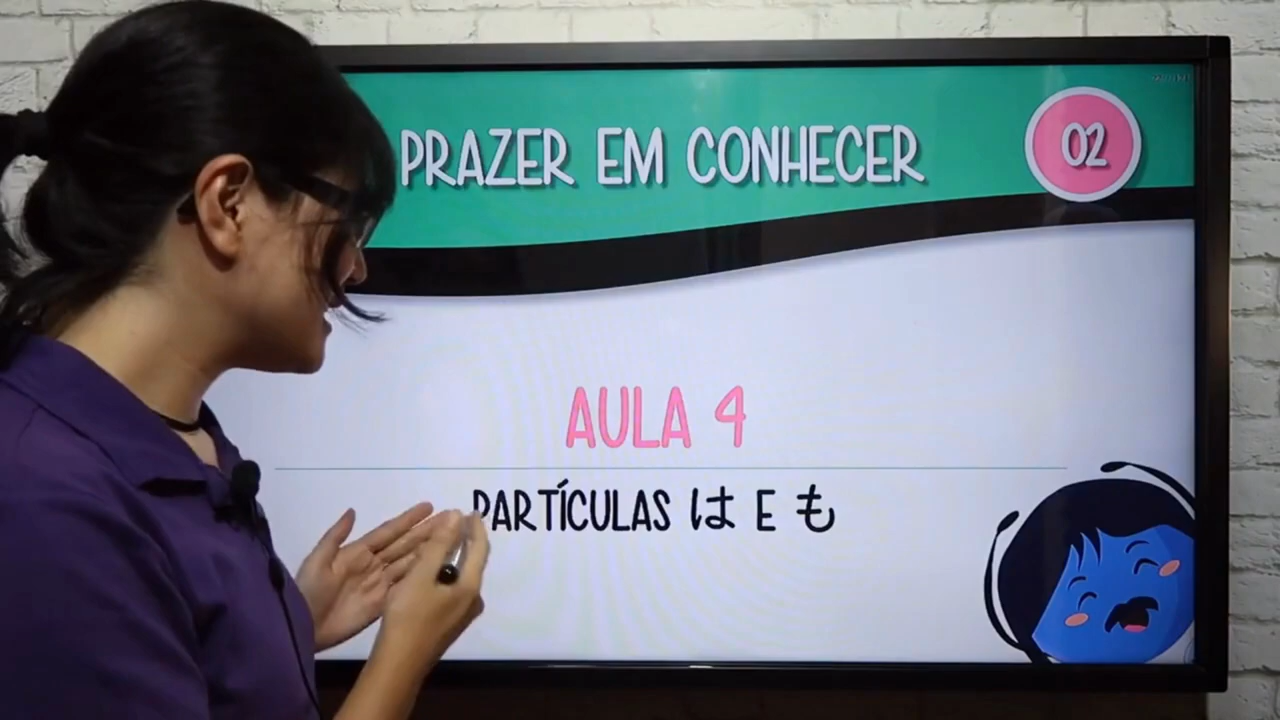 PRAZER EM CONHECER
02
AULA 4
PARTÍCULAS は E も